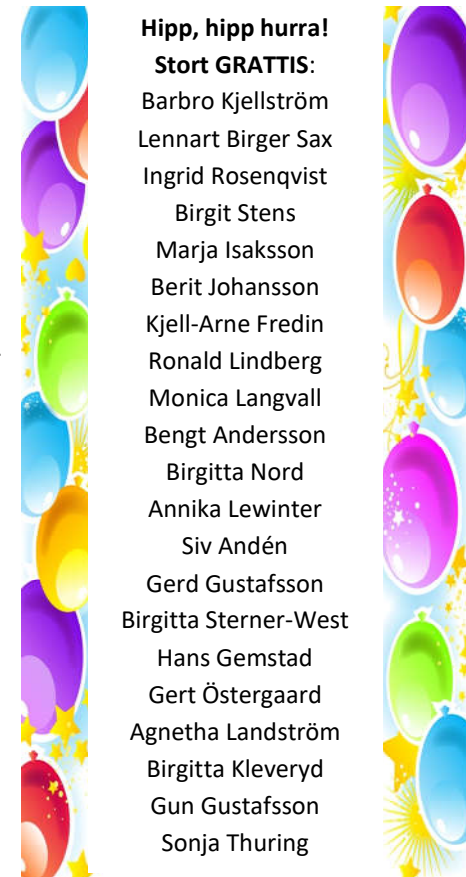 Hipp, hipp hurra!
Stort GRATTIS:
Barbro Kjellström
Lennart Birger Sax
Ingrid Rosenqvist
Birgit Stens
Marja Isaksson
Berit Johansson
Kjell-Arne Fredin
Ronald Lindberg
Monica Langvall
Bengt Andersson
Birgitta Nord
Annika Lewinter
Siv Andén
Gerd Gustafsson
Birgitta Sterner-West
Hans Gemstad
Gert Östergaard
Agnetha Landström
Birgitta Kleveryd
Gun Gustafsson
Sonja Thuring